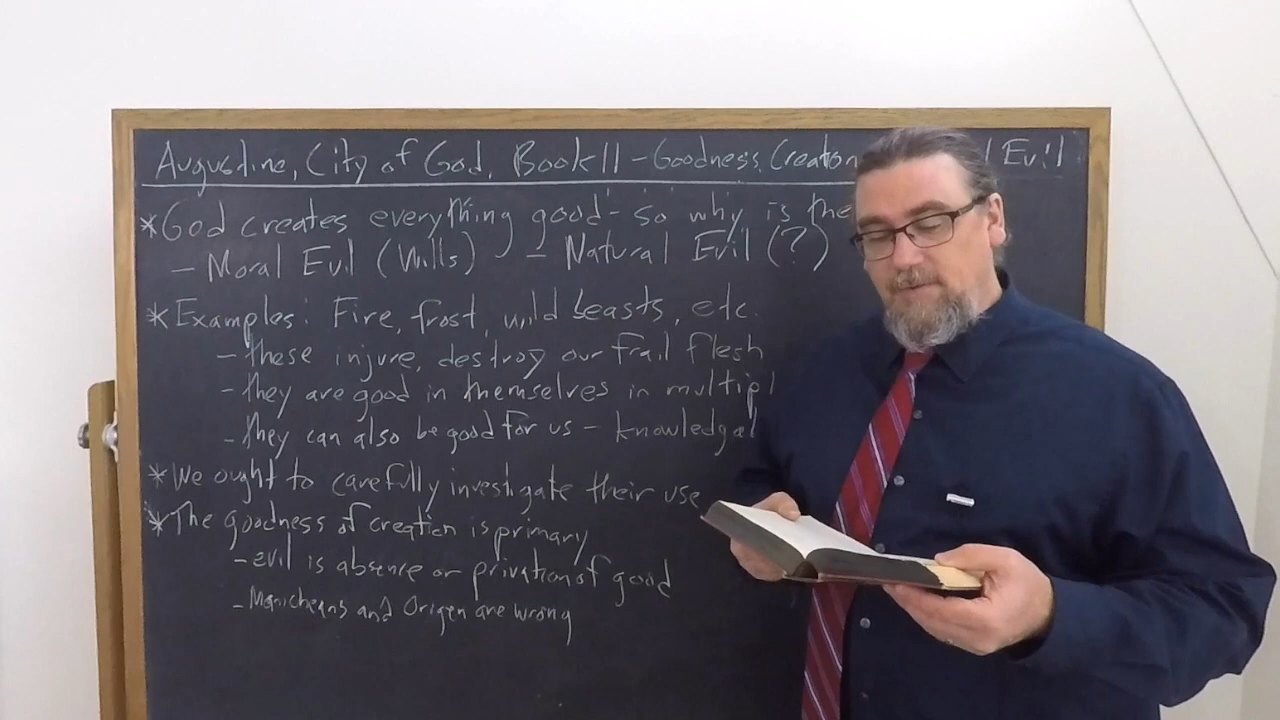 Augustine, City of God, Book 11 - Goodness, Creation Evil
* God creates everything good - so why is the
- Moral Evil (Wills) - Natural Evil (?)
* Examples: Fire, frost, wild beasts, etc.
- these injure, destroy our frail flesh
- they are good in themselves in multipl
- they can also be good for us - knowledge
* We ought to carefully investigate their use
* The goodness of creation is primary
- evil is absence or privation of good
- Manicheans and Origen are wrong